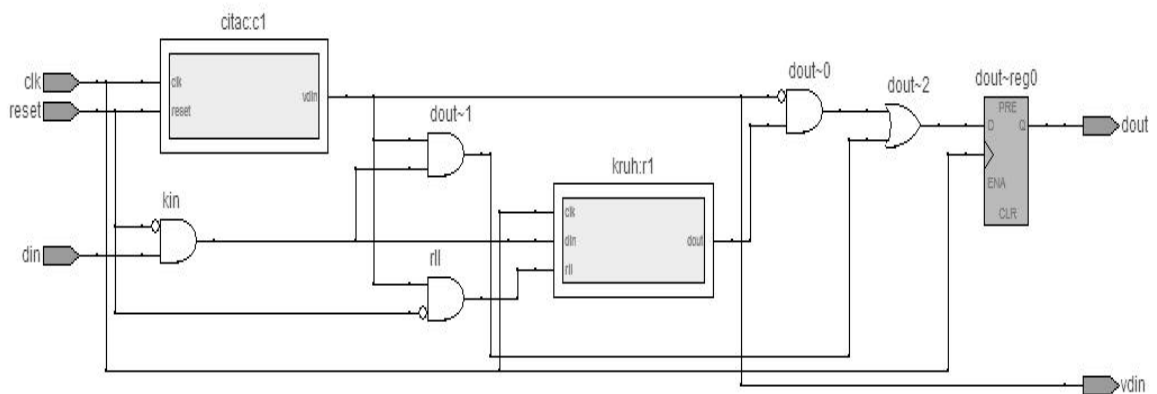 citac:c1
clk
reset
clk
reset
vdin
dout~1
dout~0
dout~2
dout~reg0
PRE
D
Q
ENA
CLR
dout
kin
din
kruh:r1
clk
din
rll
dout
rll
vdin